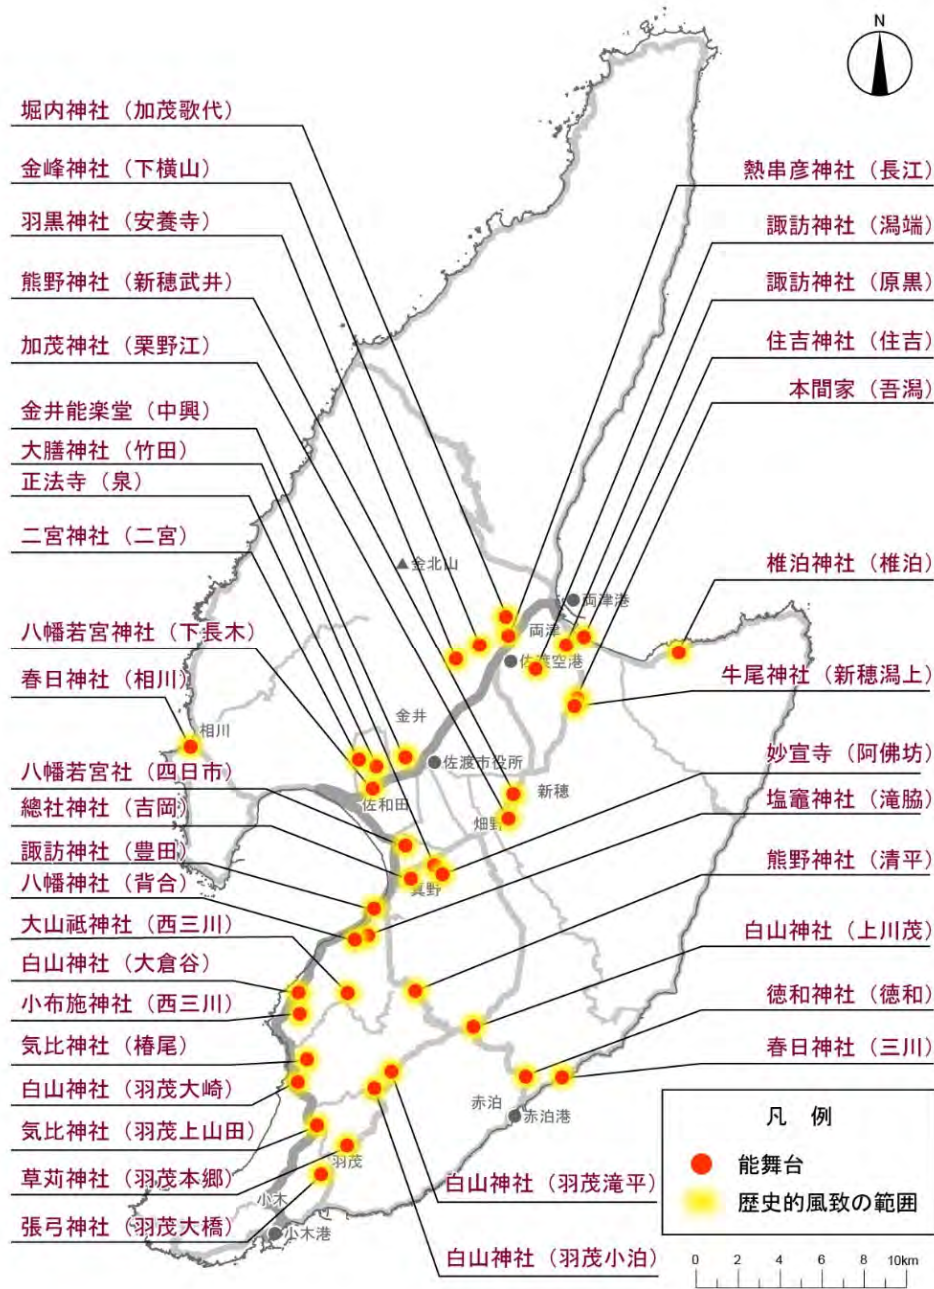 N
堀内神社（加茂歌代）
金峰神社（下横山）
羽黒神社（安養寺）
熊野神社（新穂武井）
加茂神社（栗野江）
金井能楽堂（中興）
大膳神社（竹田）
正法寺（泉）
二宮神社（二宮）
八幡若宮神社（下長木）
春日神社（相川）
八幡若宮社（四日市）
總社神社（吉岡）
諏訪神社（豊田）
八幡神社（背合）
大山祗神社（西三川）
白山神社（大倉谷）
小布施神社（西三川）
気比神社（椿尾）
白山神社（羽茂大崎）
気比神社（羽茂上山田）
草苅神社（羽茂本郷）
張弓神社（羽茂大橋）
熱串彦神社（長江）
諏訪神社（潟端）
諏訪神社（原黒）
住吉神社（住吉）
本間家（吾潟）
椎泊神社（椎泊）
牛尾神社（新穂潟上）
妙宣寺（阿佛坊）
塩竈神社（滝脇）
熊野神社（清平）
白山神社（上川茂）
徳和神社（徳和）
春日神社（三川）
白山神社（羽茂滝平）
白山神社（羽茂小泊）
金北山
両津港
両津
佐渡空港
金井
相川
佐渡市役所
佐和田
新穂
畑野
真野
赤泊
赤泊港
羽茂
小木
小木港
凡 例
能舞台
歴史的風致の範囲
0 2 4 6 8 10km